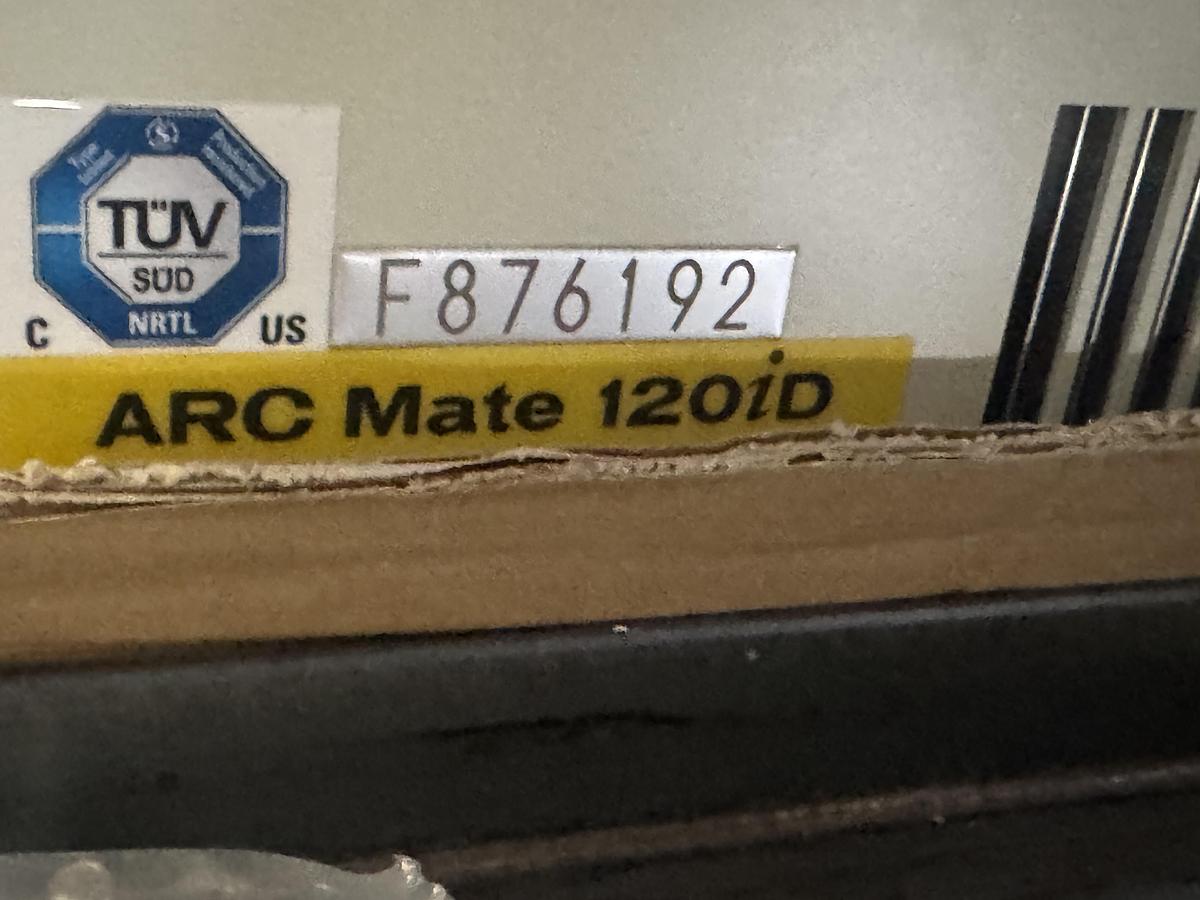 TÜV
SÜD
NRTL
C US
F876192
ARC Mate 120iD